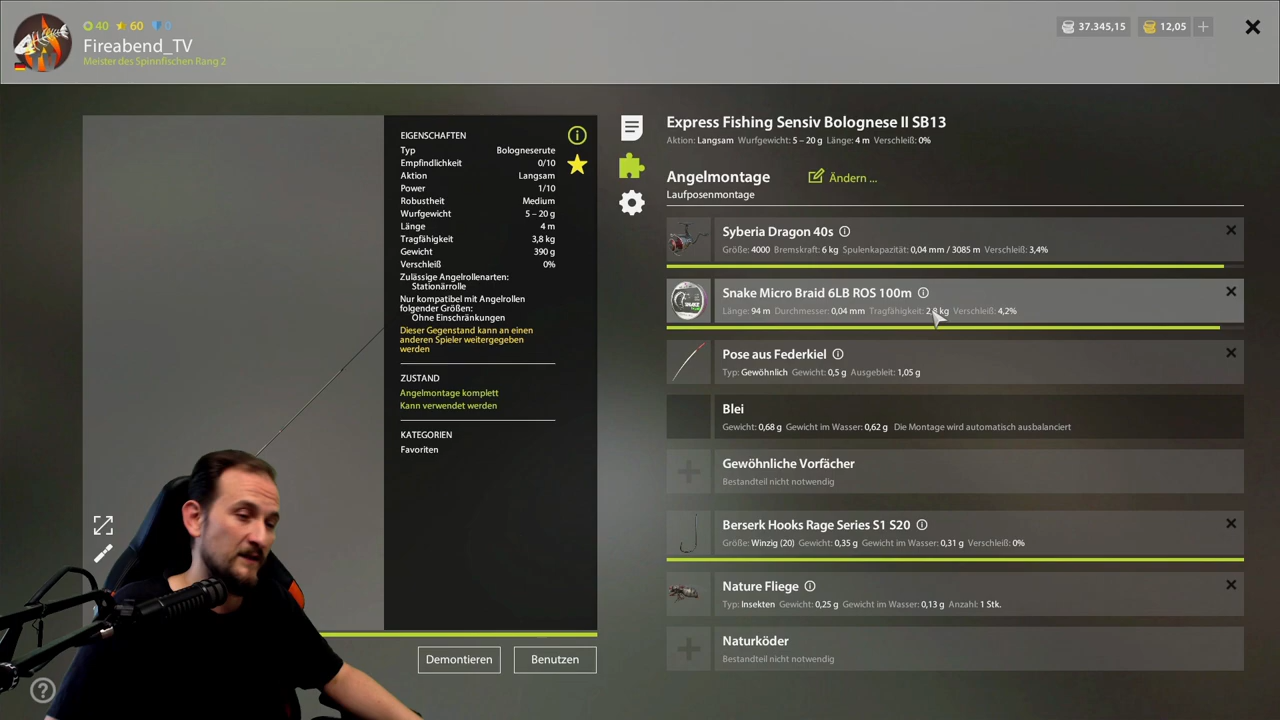 40 60 0
Fireabend_TV
Meister des Spinnfischen Rang 2
37.345,15 12,05 +
EIGENSCHAFTEN
Typ Bologneserute
Empfindlichkeit 0/10
Aktion Langsam
Power 1/10
Robustheit Medium
Wurfgewicht 5 – 20 g
Länge 4 m
Tragfähigkeit 3,8 kg
Gewicht 390 g
Verschleiß 0%
Zulässige Angelrollenarten:
Stationärrolle
Nur kompatibel mit Angelrollen
folgender Größen:
Ohne Einschränkungen
Dieser Gegenstand kann an einen
anderen Spieler weitergegeben
werden
ZUSTAND
Angelmontage komplett
Kann verwendet werden
KATEGORIEN
Favoriten
Demontieren Benutzen
Express Fishing Sensiv Bolognese II SB13
Aktion: Langsam Wurfgewicht: 5 – 20 g Länge: 4 m Verschleiß: 0%
Angelmontage Ändern ...
Laufposenmontage
Syberia Dragon 40s
Größe: 4000 Bremskraft: 6 kg Spulenkapazität: 0,04 mm / 3085 m Verschleiß: 3,4%
Snake Micro Braid 6LB ROS 100m
Länge: 94 m Durchmesser: 0,04 mm Tragfähigkeit: kg Verschleiß: 4,2%
Pose aus Federkiel
Typ: Gewöhnlich Gewicht: 0,5 g Ausgebleit: 1,05 g
Blei
Gewicht: 0,68 g Gewicht im Wasser: 0,62 g Die Montage wird automatisch ausbalanciert
Gewöhnliche Vorfächer
Bestandteil nicht notwendig
Berserk Hooks Rage Series S1 S20
Größe: Winzig (20) Gewicht: 0,35 g Gewicht im Wasser: 0,31 g Verschleiß: 0%
Nature Fliege
Typ: Insekten Gewicht: 0,25 g Gewicht im Wasser: 0,13 g Anzahl: 1 Stk.
Naturköder
Bestandteil nicht notwendig